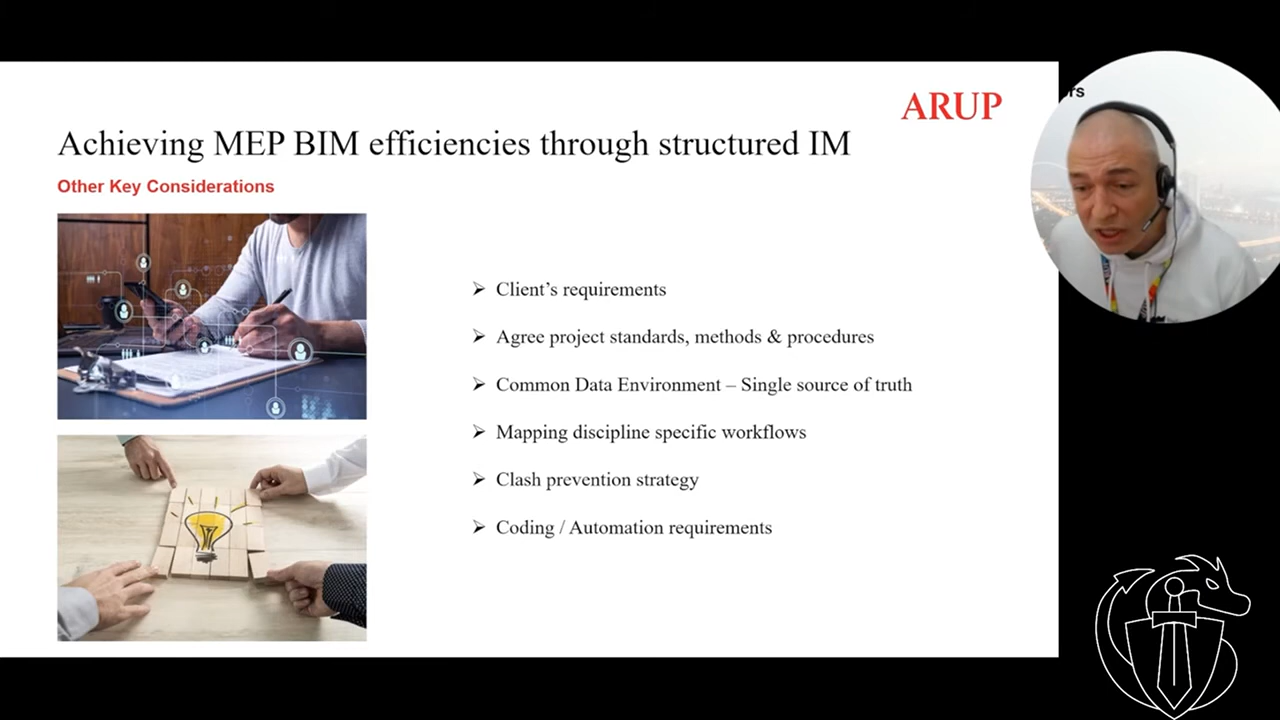 ARUP
Achieving MEP BIM efficiencies through structured IM
Other Key Considerations
Client’s requirements
Agree project standards, methods & procedures
Common Data Environment – Single source of truth
Mapping discipline specific workflows
Clash prevention strategy
Coding / Automation requirements